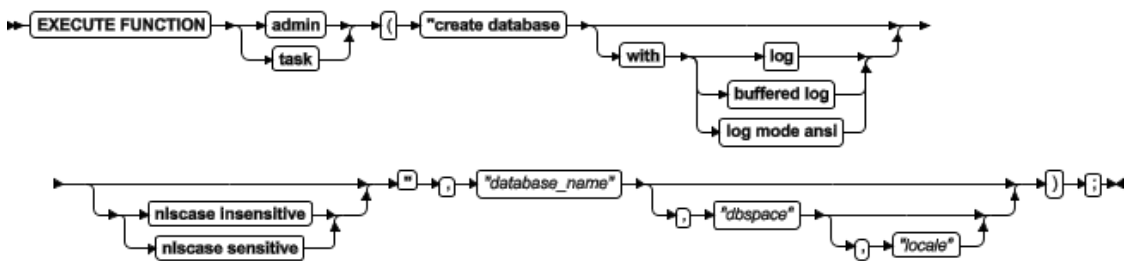 EXECUTE FUNCTION admin ( "create database
task with log
buffered log
log mode ansi
" , "database_name" ) ;
nlscase insensitive , "dbspace"
nlscase sensitive , "locale"